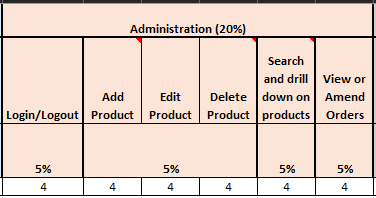 Administration (20%)
Login/Logout
Add
Product
Edit
Product
Delete
Product
Search
and drill
down on
products
View or
Amend
Orders
5% 5% 5% 5%
4 4 4 4 4 4